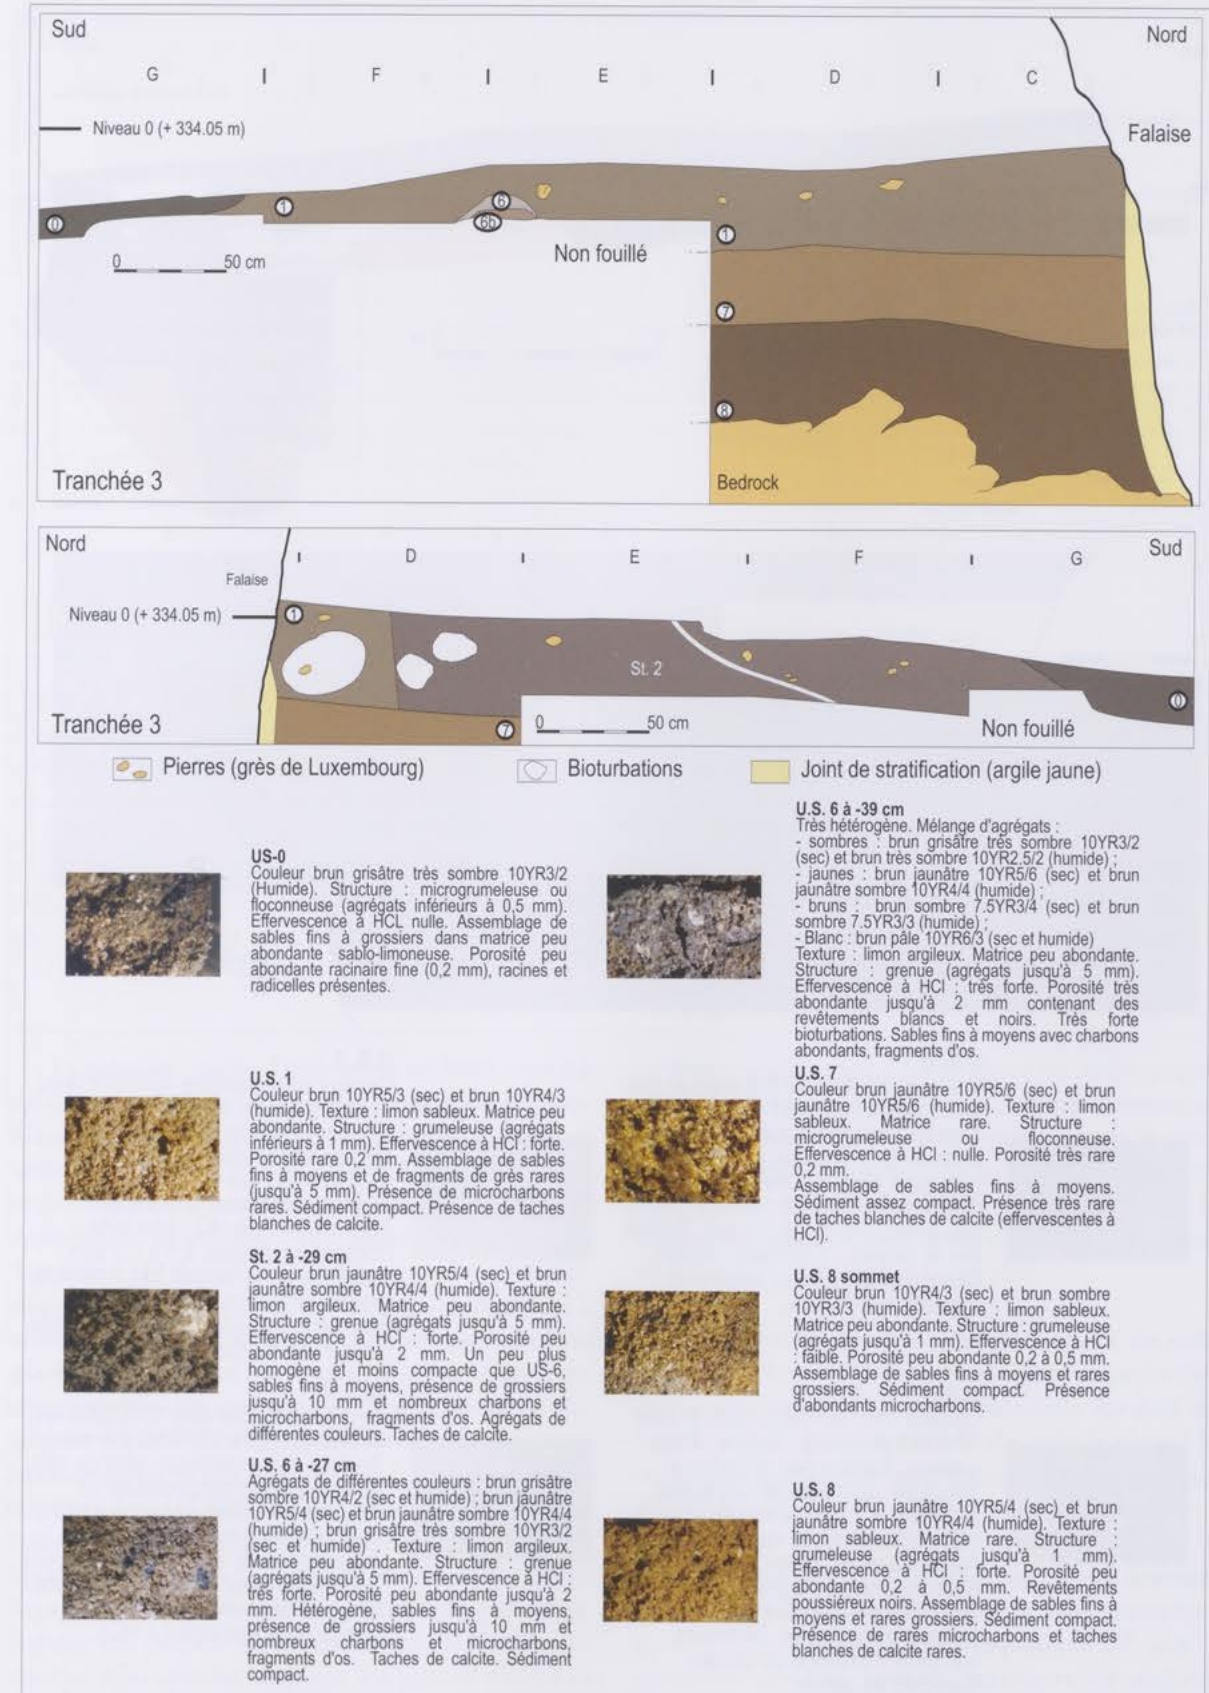 Sud
Nord
G
F
E
D
C
Niveau 0 (+ 334.05 m)
Falaise
0
1
6
6b
1
7
8
0 50 cm
Non fouillé
Tranchée 3
Bedrock
Nord
Sud
D
E
F
G
Falaise
Niveau 0 (+ 334.05 m)
1
St. 2
0
7
0 50 cm
Tranchée 3
Non fouillé
Pierres (grès de Luxembourg)
Bioturbations
Joint de stratification (argile jaune)
US-0
Couleur brun grisâtre très sombre 10YR3/2
(Humide). Structure : microgrumeleuse ou
floconneuse (agrégats inférieurs à 0,5 mm).
Effervescence à HCL nulle. Assemblage de
sables fins à grossiers dans matrice peu
abondante sablo-limoneuse. Porosité peu
abondante racinaire fine (0,2 mm), racines et
radicelles présentes.
U.S. 1
Couleur brun 10YR5/3 (sec) et brun 10YR4/3
(humide). Texture : limon sableux. Matrice peu
abondante. Structure : grumeleuse (agrégats
inférieurs à 1 mm). Effervescence à HCl : forte.
Porosité rare 0,2 mm. Assemblage de sables
fins à moyens et de fragments de grès rares
(jusqu'à 5 mm). Présence de microcharbons
rares. Sédiment compact. Présence de taches
blanches de calcite.
St. 2 à -29 cm
Couleur brun jaunâtre 10YR5/4 (sec) et brun
jaunâtre sombre 10YR4/4 (humide). Texture :
limon argileux. Matrice peu abondante.
Structure : grenue (agrégats jusqu'à 5 mm).
Effervescence à HCl : forte. Porosité peu
abondante jusqu'à 2 mm. Un peu plus
homogène et moins compacte que US-6,
sables fins à moyens, présence de grossiers
jusqu'à 10 mm et nombreux charbons et
microcharbons, fragments d'os. Agrégats de
différentes couleurs. Taches de calcite.
U.S. 6 à -27 cm
Agrégats de différentes couleurs : brun grisâtre
sombre 10YR4/2 (sec et humide) ; brun jaunâtre
10YR5/4 (sec) et brun jaunâtre sombre 10YR4/4
(humide) ; brun grisâtre très sombre 10YR3/2
(sec et humide) . Texture : limon argileux.
Matrice peu abondante. Structure : grenue
(agrégats jusqu'à 5 mm). Effervescence à HCl :
très forte. Porosité peu abondante jusqu'à 2
mm. Hétérogène, sables fins à moyens,
présence de grossiers jusqu'à 10 mm et
nombreux charbons et microcharbons,
fragments d'os. Taches de calcite. Sédiment
compact.
U.S. 6 à -39 cm
Très hétérogène. Mélange d'agrégats :
- sombres : brun grisâtre très sombre 10YR3/2
(sec) et brun très sombre 10YR2.5/2 (humide) ;
- jaunes : brun jaunâtre 10YR5/6 (sec) et brun
jaunâtre sombre 10YR4/4 (humide) ;
- bruns : brun sombre 7.5YR3/4 (sec) et brun
sombre 7.5YR3/3 (humide) ;
- Blanc : brun pâle 10YR6/3 (sec et humide)
Texture : limon argileux. Matrice peu abondante.
Structure : grenue (agrégats jusqu'à 5 mm).
Effervescence à HCl : très forte. Porosité très
abondante jusqu'à 2 mm contenant des
revêtements blancs et noirs. Très forte
bioturbations. Sables fins à moyens avec charbons
abondants, fragments d'os.
U.S. 7
Couleur brun jaunâtre 10YR5/6 (sec) et brun
jaunâtre 10YR5/6 (humide). Texture : limon
sableux. Matrice rare. Structure :
microgrumeleuse ou floconneuse.
Effervescence à HCl : nulle. Porosité très rare
0,2 mm.
Assemblage de sables fins à moyens.
Sédiment assez compact. Présence très rare
de taches blanches de calcite (effervescentes à
HCl).
U.S. 8 sommet
Couleur brun 10YR4/3 (sec) et brun sombre
10YR3/3 (humide). Texture : limon sableux.
Matrice peu abondante. Structure : grumeleuse
(agrégats jusqu'à 1 mm). Effervescence à HCl
: faible. Porosité peu abondante 0,2 à 0,5 mm.
Assemblage de sables fins à moyens et rares
grossiers. Sédiment compact. Présence
d'abondants microcharbons.
U.S. 8
Couleur brun jaunâtre 10YR5/4 (sec) et brun
jaunâtre sombre 10YR4/4 (humide). Texture :
limon sableux. Matrice rare. Structure :
grumeleuse (agrégats jusqu'à 1 mm).
Effervescence à HCl : forte. Porosité peu
abondante 0,2 à 0,5 mm. Revêtements
poussiéreux noirs. Assemblage de sables fins à
moyens et rares grossiers. Sédiment compact.
Présence de rares microcharbons et taches
blanches de calcite rares.